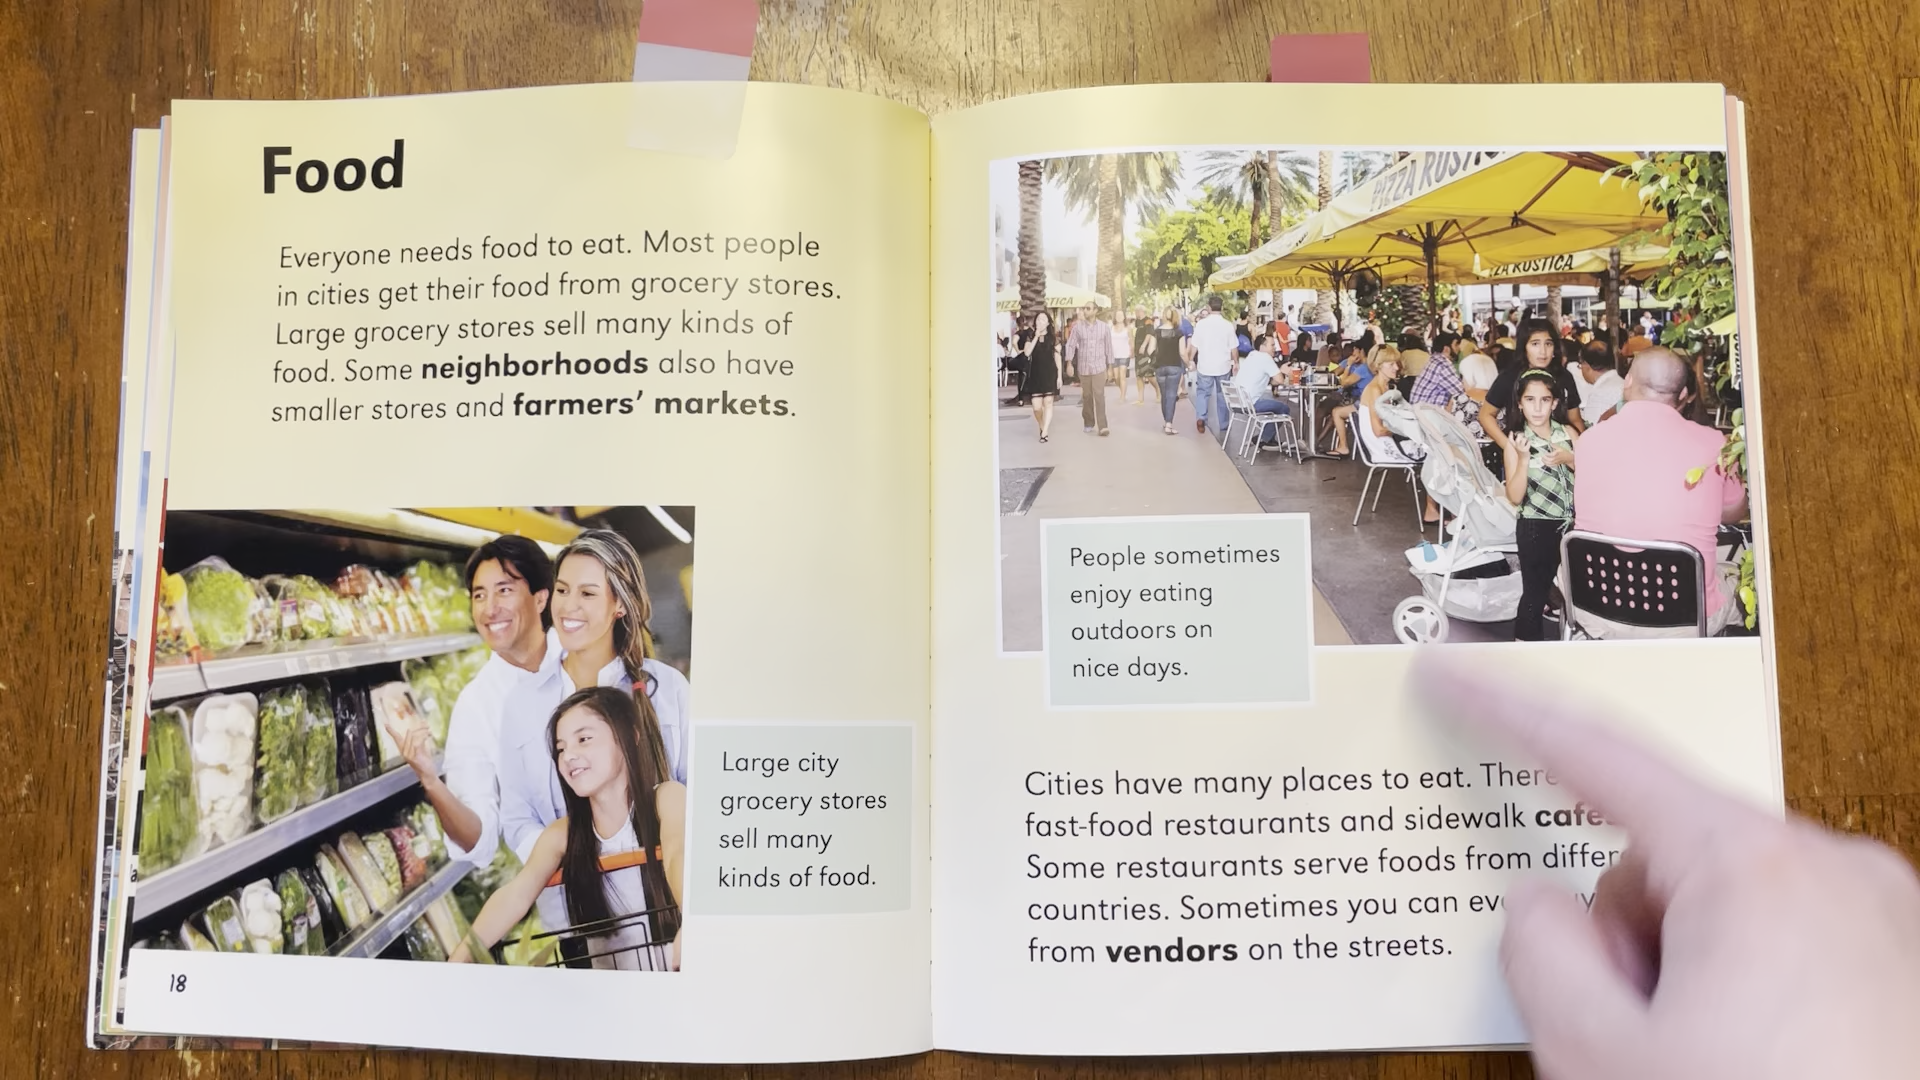 Food
Everyone needs food to eat. Most people
in cities get their food from grocery stores.
Large grocery stores sell many kinds of
food. Some neighborhoods also have
smaller stores and farmers’ markets.
Large city
grocery stores
sell many
kinds of food.
18
PIZZA RUSTIC
ZA RUSTICA
PIZZA RUSTICA
People sometimes
enjoy eating
outdoors on
nice days.
Cities have many places to eat. There
fast-food restaurants and sidewalk
Some restaurants serve foods from
countries. Sometimes you can
from vendors on the streets.